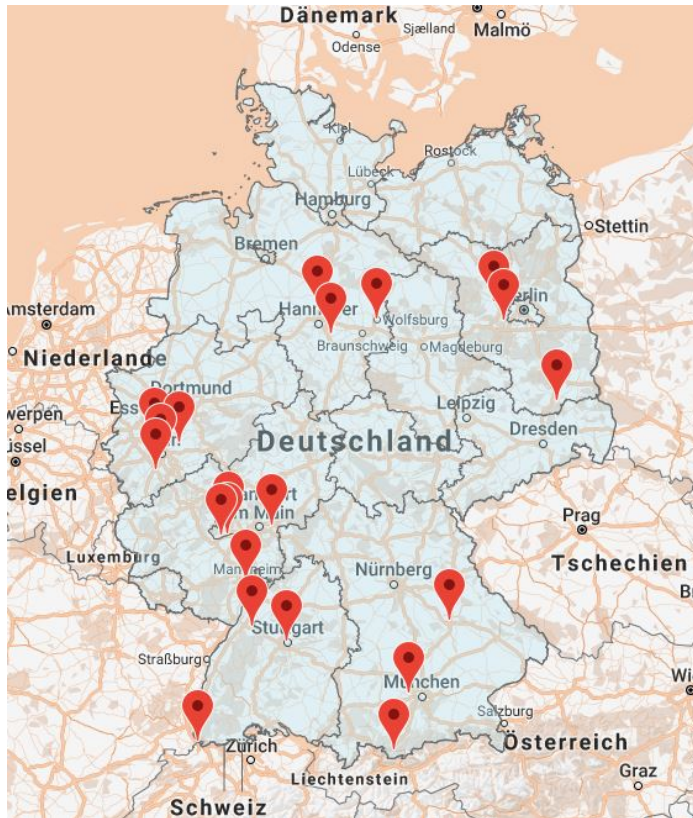 Dänemark
Sjælland
Malmö
Odense
Kiel
Rostock
Lübeck
Hamburg
Stettin
Bremen
Amsterdam
Wolfsburg
Niederlande
Braunschweig
Magdeburg
Dortmund
Leipzig
Dresden
Deutschland
Prag
Luxemburg
Tschechien
Nürnberg
Stuttgart
Straßburg
München
Salzburg
Österreich
Zürich
Liechtenstein
Graz
Schweiz